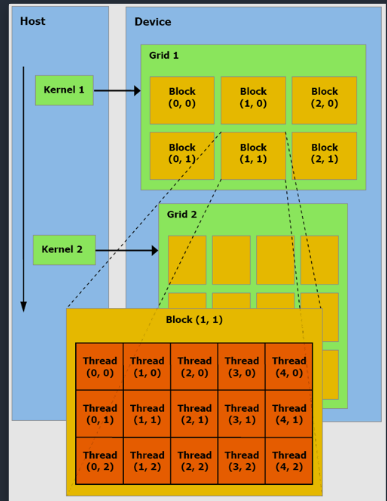 Host
Device
Grid 1
Kernel 1
Block Block Block
(0, 0) (1, 0) (2, 0)
Block Block Block
(0, 1) (1, 1) (2, 1)
Grid 2
Kernel 2
Block (1, 1)
Thread Thread Thread Thread Thread
(0, 0) (1, 0) (2, 0) (3, 0) (4, 0)
Thread Thread Thread Thread Thread
(0, 1) (1, 1) (2, 1) (3, 1) (4, 1)
Thread Thread Thread Thread Thread
(0, 2) (1, 2) (2, 2) (3, 2) (4, 2)